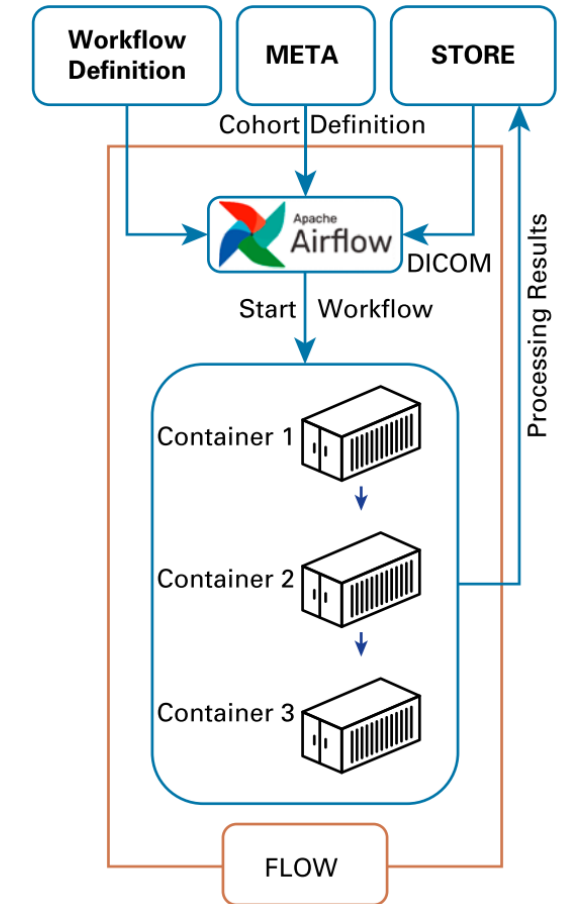 Workflow
Definition
META
STORE
Cohort Definition
Apache
Airflow
DICOM
Start Workflow
Processing Results
Container 1
Container 2
Container 3
FLOW